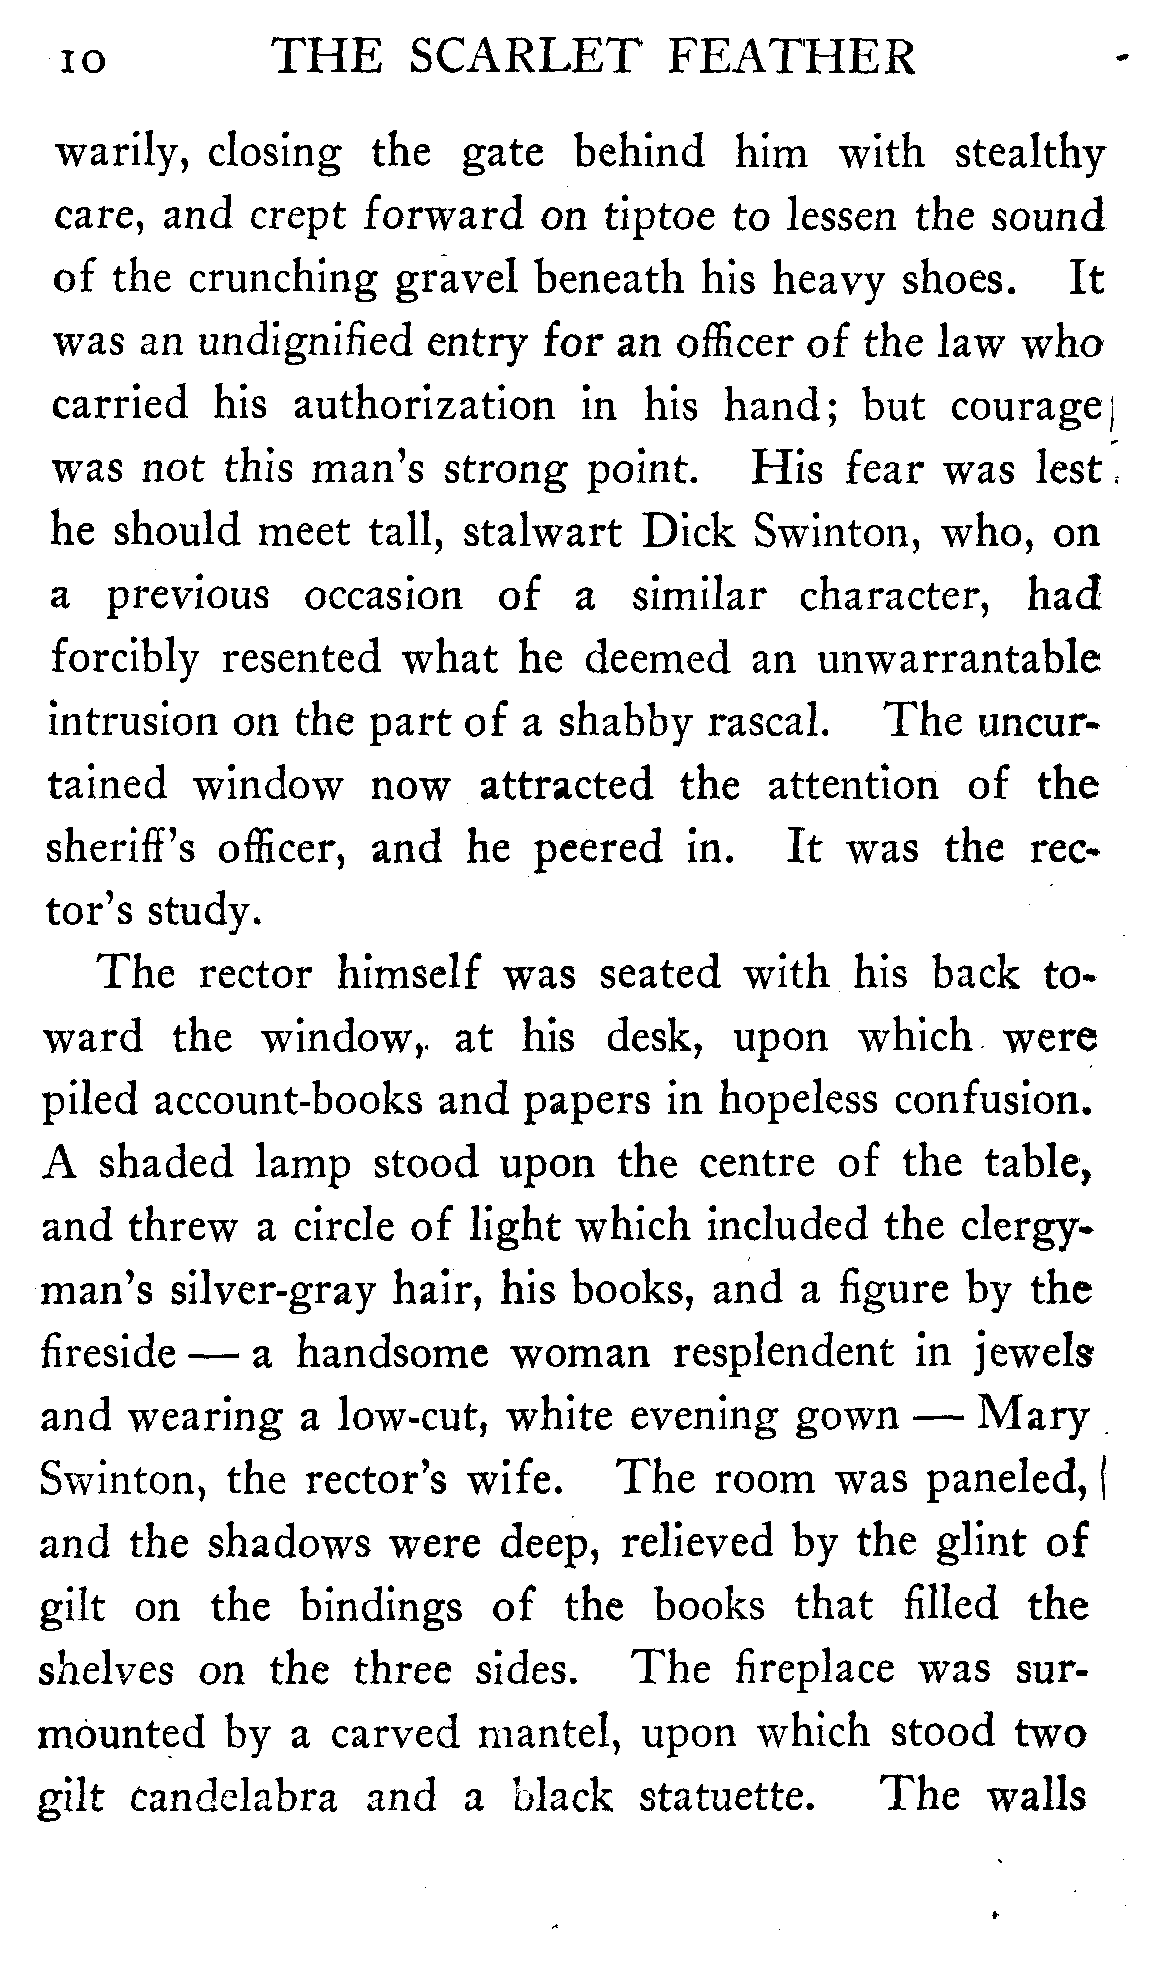 10 THE SCARLET FEATHER
warily, closing the gate behind him with stealthy
care, and crept forward on tiptoe to lessen the sound
of the crunching gravel beneath his heavy shoes. It
was an undignified entry for an officer of the law who
carried his authorization in his hand; but courage
was not this man's strong point. His fear was lest
he should meet tall, stalwart Dick Swinton, who, on
a previous occasion of a similar character, had
forcibly resented what he deemed an unwarrantable
intrusion on the part of a shabby rascal. The uncur-
tained window now attracted the attention of the
sheriff's officer, and he peered in. It was the rec-
tor's study.
The rector himself was seated with his back to-
ward the window, at his desk, upon which were
piled account-books and papers in hopeless confusion.
A shaded lamp stood upon the centre of the table,
and threw a circle of light which included the clergy-
man's silver-gray hair, his books, and a figure by the
fireside — a handsome woman resplendent in jewels
and wearing a low-cut, white evening gown — Mary
Swinton, the rector's wife. The room was paneled,
and the shadows were deep, relieved by the glint of
gilt on the bindings of the books that filled the
shelves on the three sides. The fireplace was sur-
mounted by a carved mantel, upon which stood two
gilt candelabra and a black statuette. The walls